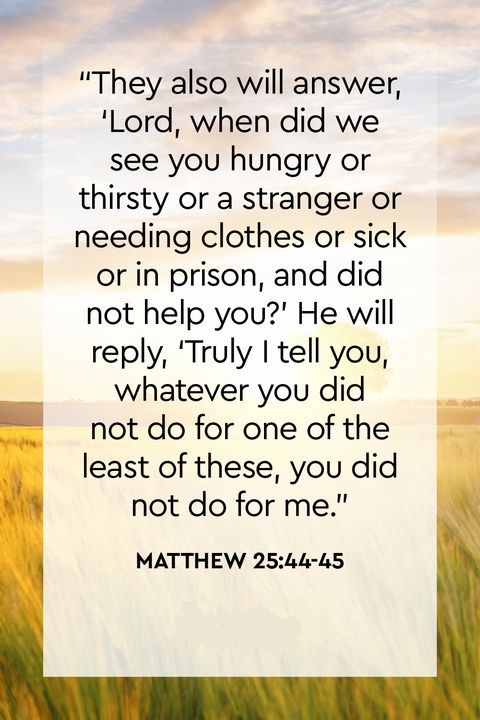 “They also will answer,
‘Lord, when did we
see you hungry or
thirsty or a stranger or
needing clothes or sick
or in prison, and did
not help you?’ He will
reply, ‘Truly I tell you,
whatever you did
not do for one of the
least of these, you did
not do for me.”
MATTHEW 25:44-45